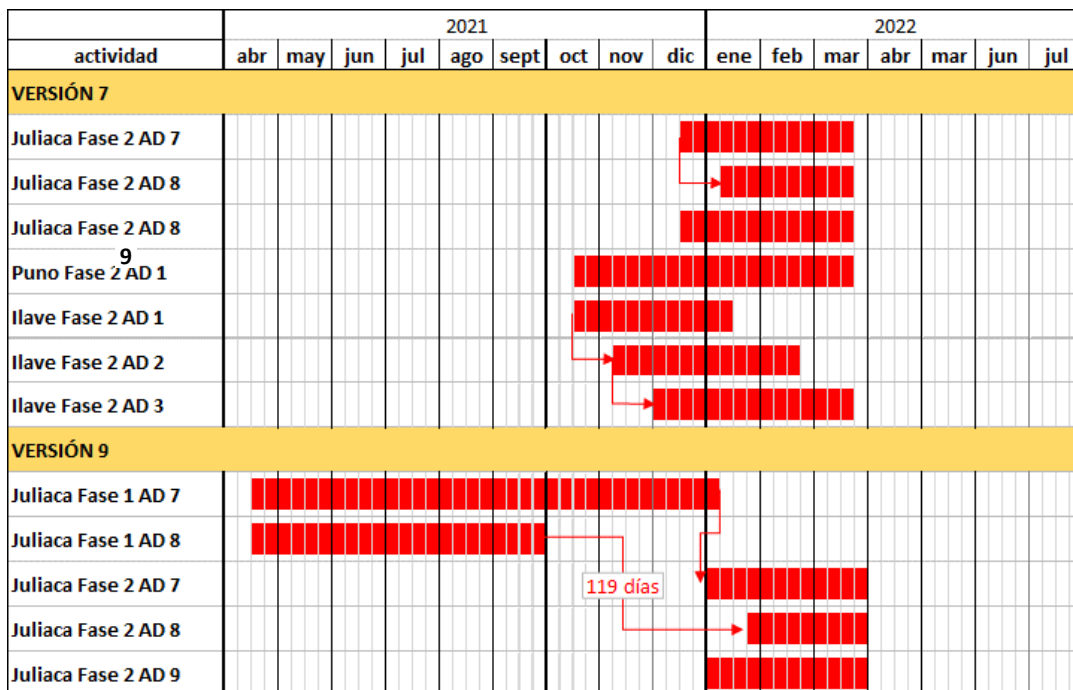 2021 2022
actividad abr may jun jul ago sept oct nov dic ene feb mar abr mar jun jul
VERSIÓN 7
Juliaca Fase 2 AD 7
Juliaca Fase 2 AD 8
Juliaca Fase 2 AD 8
9
Puno Fase 2 AD 1
Ilave Fase 2 AD 1
Ilave Fase 2 AD 2
Ilave Fase 2 AD 3
VERSIÓN 9
Juliaca Fase 1 AD 7
Juliaca Fase 1 AD 8
Juliaca Fase 2 AD 7
119 días
Juliaca Fase 2 AD 8
Juliaca Fase 2 AD 9